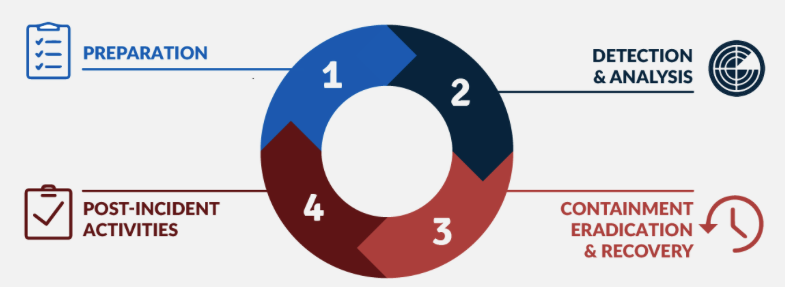 PREPARATION
1
2
DETECTION
& ANALYSIS
4
POST-INCIDENT
ACTIVITIES
3
CONTAINMENT
ERADICATION
& RECOVERY